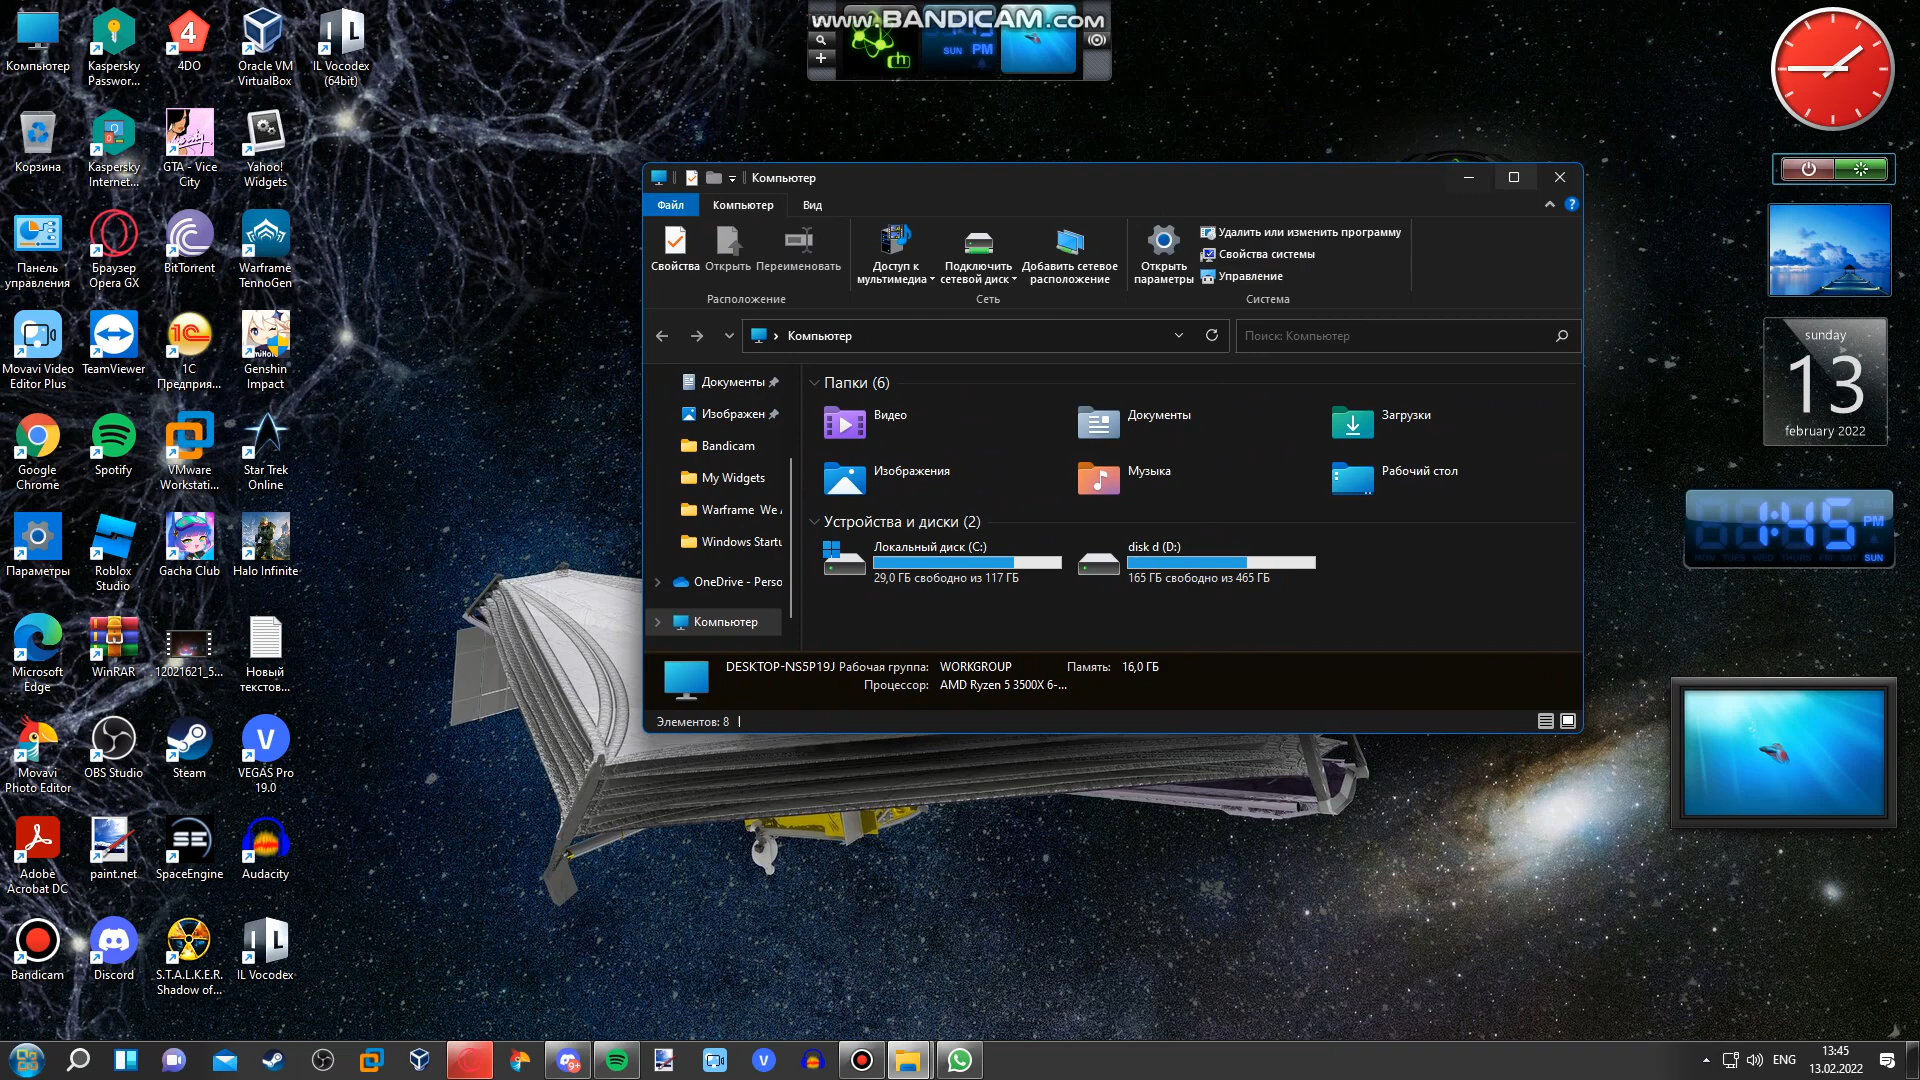 Компьютер
Kaspersky
Passwor...
4DO
Oracle VM
VirtualBox
IL Vocodex
(64bit)
Корзина
Kaspersky
Internet...
GTA - Vice
City
Yahoo!
Widgets
Панель
управления
Браузер
Opera GX
BitTorrent
Warframe
TennoGen
Movavi Video
Editor Plus
TeamViewer
1C
Предприя...
Genshin
Impact
Google
Chrome
Spotify
VMware
Workstati...
Star Trek
Online
Параметры
Roblox
Studio
Gacha Club
Halo Infinite
Microsoft
Edge
WinRAR
12021621_5...
Новый
текстов...
Movavi
Photo Editor
OBS Studio
Steam
VEGAS Pro
19.0
Adobe
Acrobat DC
paint.net
SpaceEngine
Audacity
Bandicam
Discord
S.T.A.L.K.E.R.
Shadow of...
IL Vocodex
www.BANDICAM.com
SUN PM
Компьютер
Файл
Компьютер
Вид
Свойства
Открыть
Переименовать
Расположение
Доступ к
мультимедиа
Подключить
сетевой диск
Добавить сетевое
расположение
Сеть
Открыть
параметры
Удалить или изменить программу
Свойства системы
Управление
Система
Компьютер
Поиск: Компьютер
Документы
Изображен
Bandicam
My Widgets
Warframe We
Windows Startu
OneDrive - Perso
Компьютер
Папки (6)
Видео
Документы
Загрузки
Изображения
Музыка
Рабочий стол
Устройства и диски (2)
Локальный диск (C:)
29,0 ГБ свободно из 117 ГБ
disk d (D:)
165 ГБ свободно из 465 ГБ
DESKTOP-NS5P19J Рабочая группа: WORKGROUP Память: 16,0 ГБ
Процессор: AMD Ryzen 5 3500X 6-...
Элементов: 8
sunday
13
february 2022
1:45 PM
SUN
ENG
13:45
13.02.2022